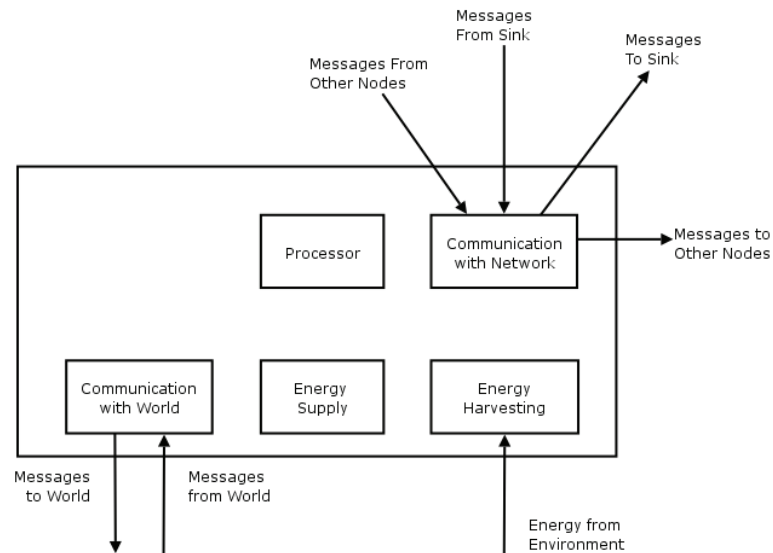 Messages
From Sink
Messages
To Sink
Messages From
Other Nodes
Processor
Communication
with Network
Messages to
Other Nodes
Communication
with World
Energy
Supply
Energy
Harvesting
Messages
to World
Messages
from World
Energy from
Environment